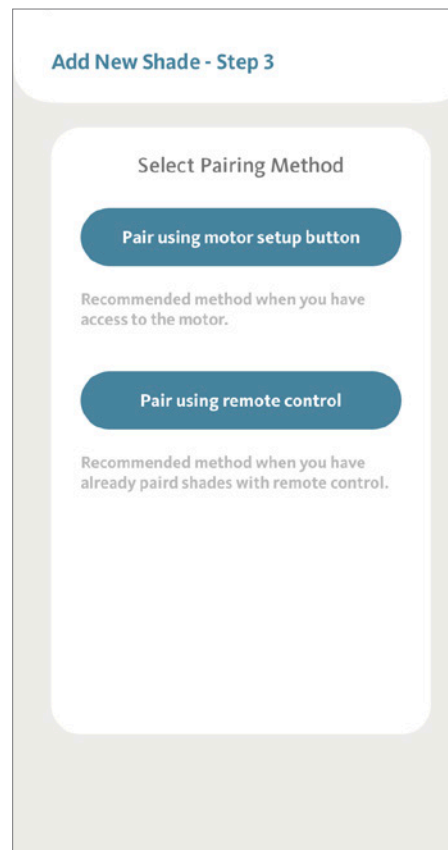 Add New Shade - Step 3
Select Pairing Method
Pair using motor setup button
Recommended method when you have
access to the motor.
Pair using remote control
Recommended method when you have
already paird shades with remote control.